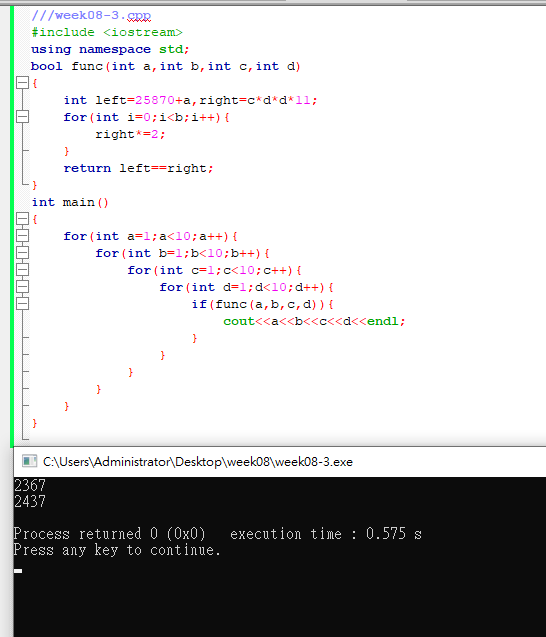 ///week08-3.cpp
#include <iostream>
using namespace std;
bool func(int a,int b,int c,int d)
{
    int left=25870+a,right=c*d*d*11;
    for(int i=0;i<b;i++){
        right*=2;
    }
    return left==right;
}
int main()
{
    for(int a=1;a<10;a++){
        for(int b=1;b<10;b++){
            for(int c=1;c<10;c++){
                for(int d=1;d<10;d++){
                    if(func(a,b,c,d)){
                        cout<<a<<b<<c<<d<<endl;
                    }
                }
            }
        }
    }
}
C:\Users\Administrator\Desktop\week08\week08-3.exe
2367
2437
Process returned 0 (0x0)   execution time : 0.575 s
Press any key to continue.